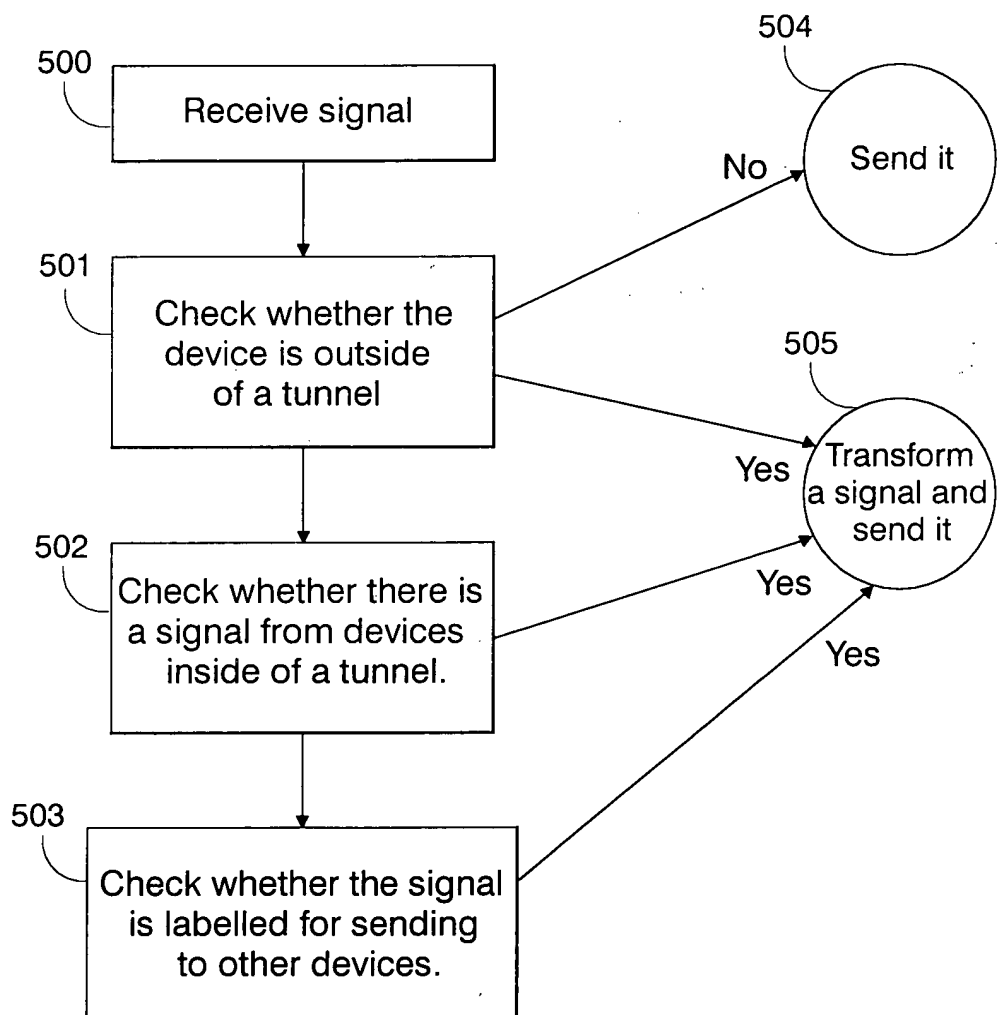 500
Receive signal
504
Send it
No
501
Check whether the
device is outside
of a tunnel
505
Transform
a signal and
send it
Yes
502
Check whether there is
a signal from devices
inside of a tunnel.
Yes
Yes
503
Check whether the signal
is labelled for sending
to other devices.